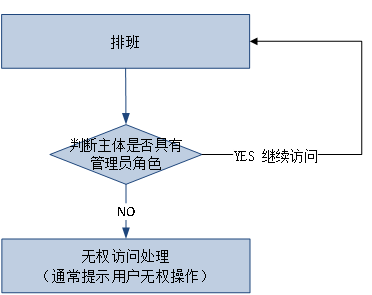 排班
判断主体是否具有
管理员角色
YES 继续访问
NO
无权访问处理
（通常提示用户无权操作）